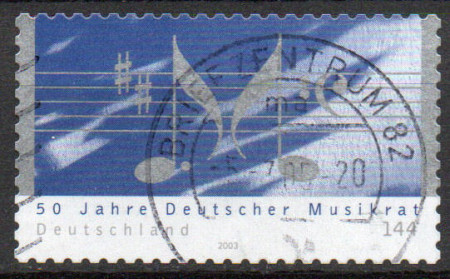 BRIEFZENTRUM 82
50 Jahre Deutscher Musikrat
Deutschland
2003
144